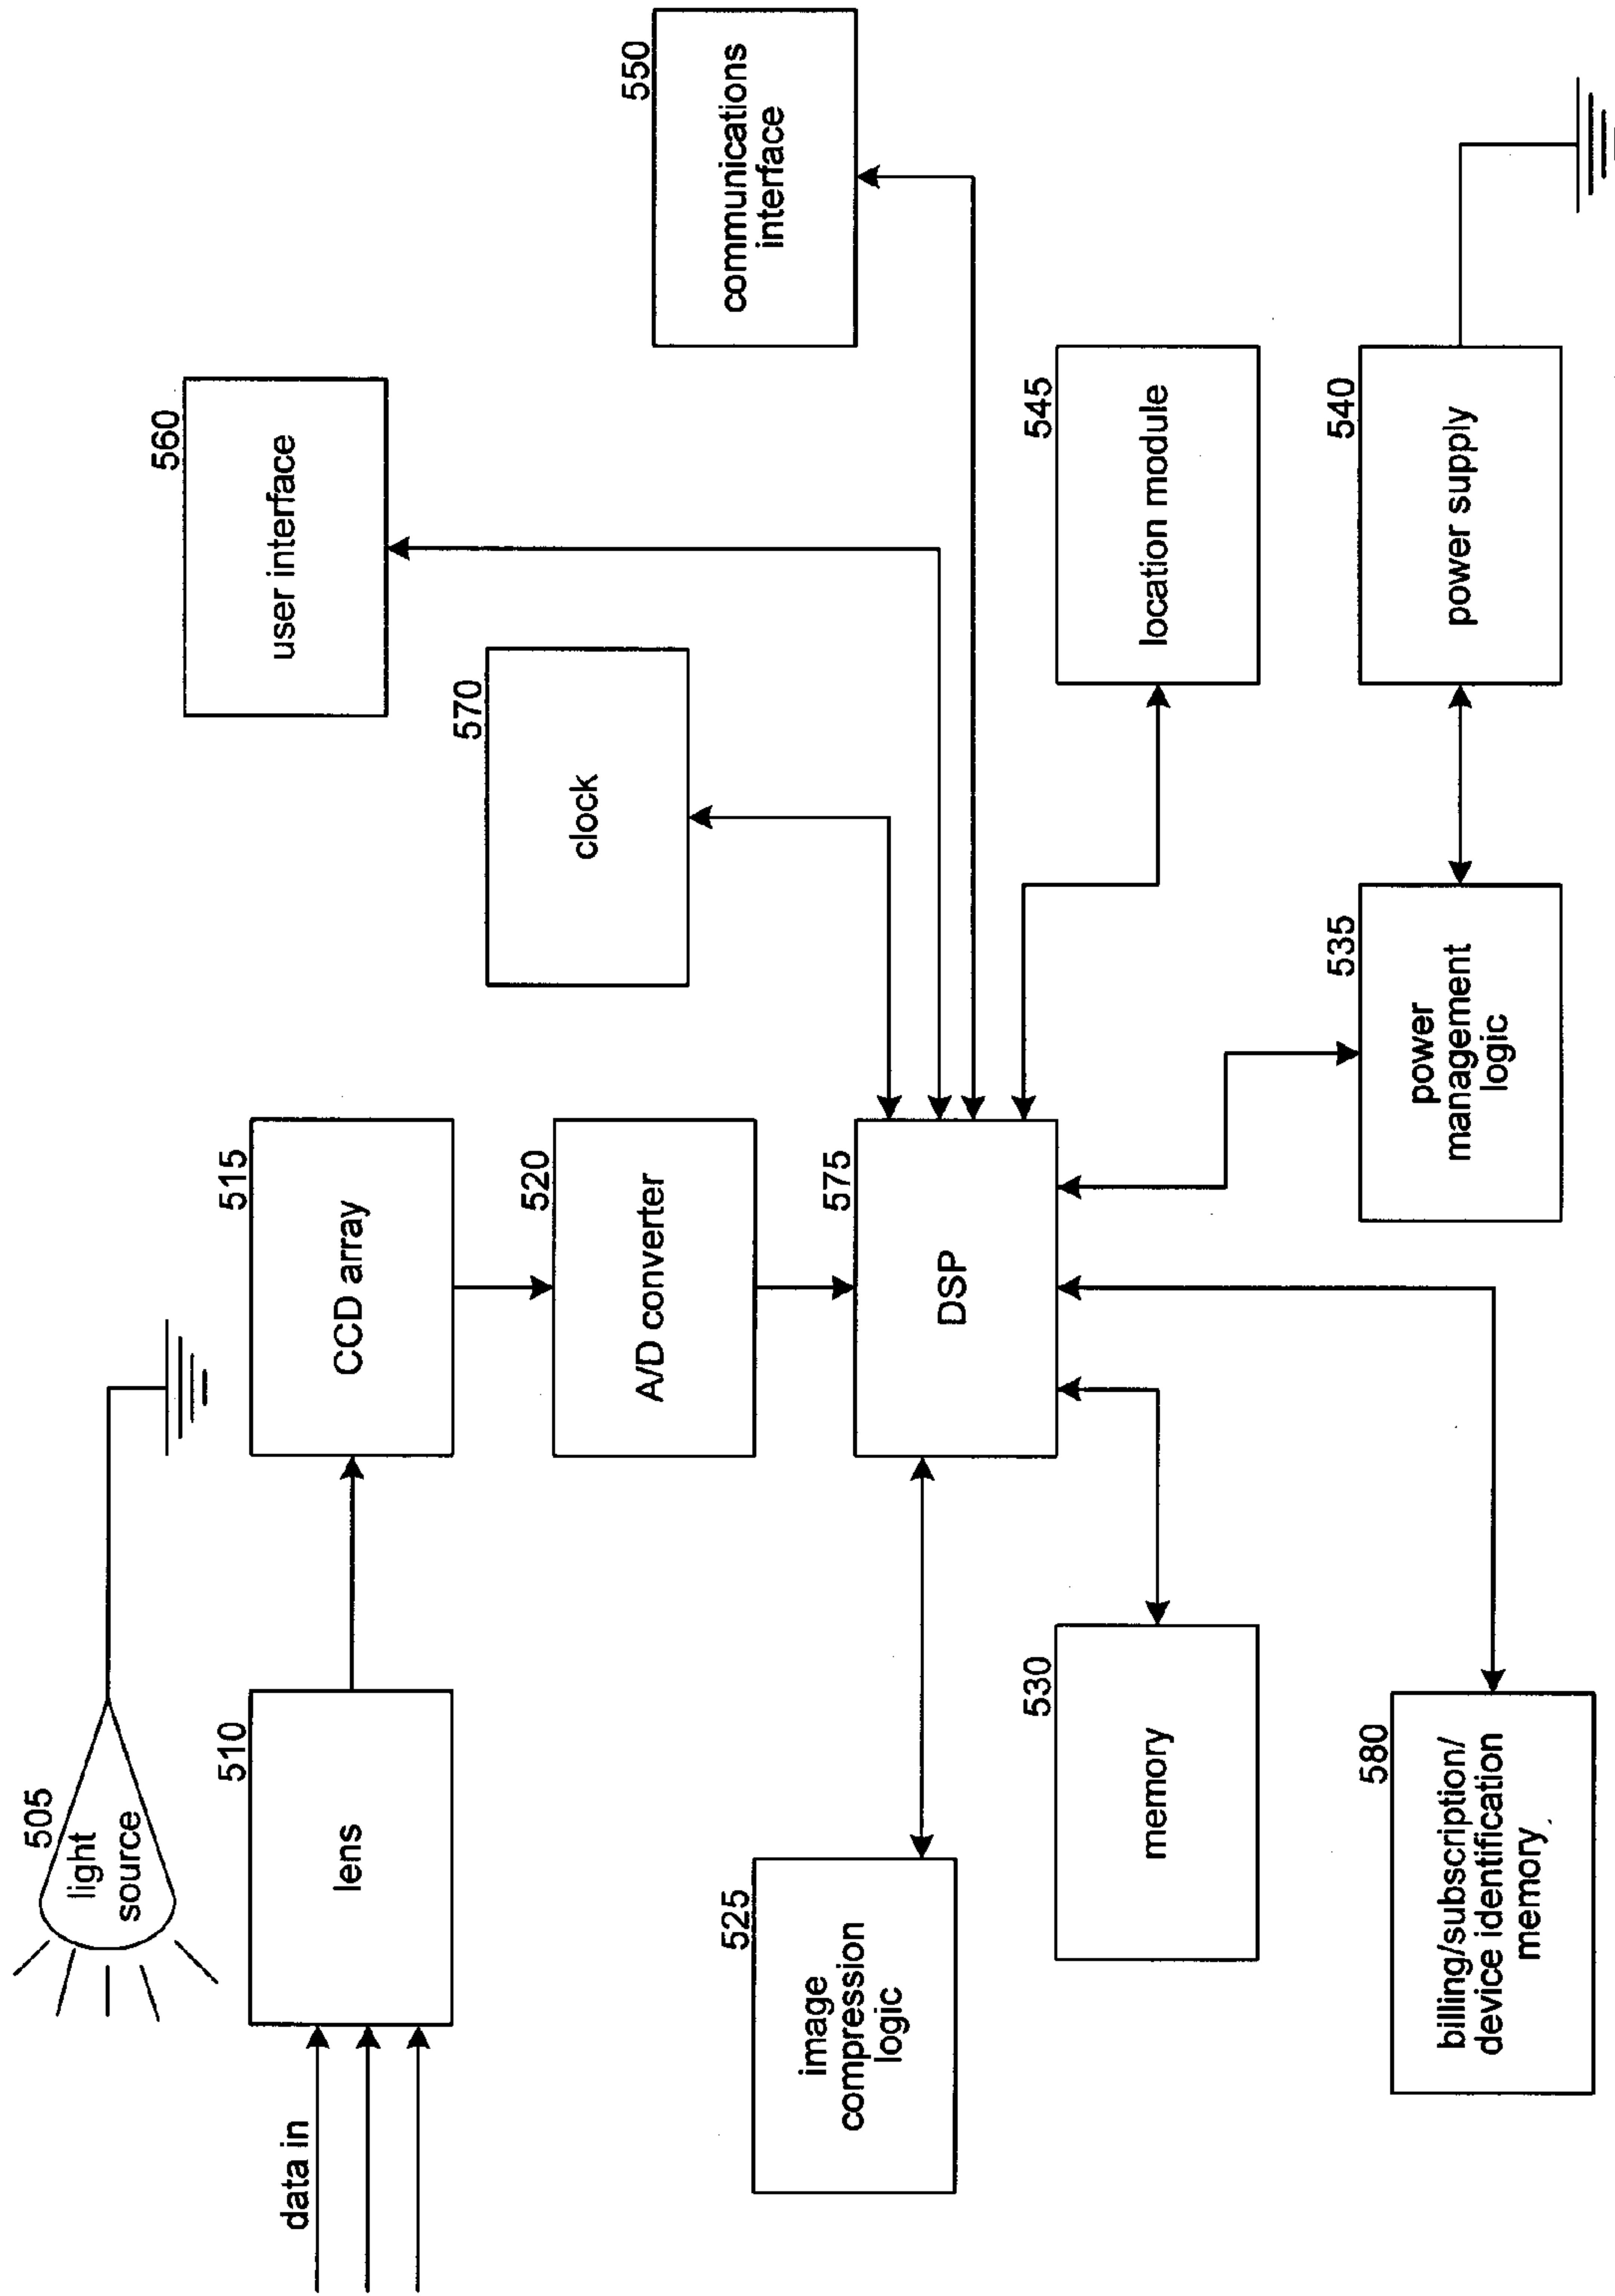 505
light
source
data in
510
lens
515
CCD array
520
A/D converter
575
DSP
525
image
compression
logic
530
memory
580
billing/subscription/
device identification
memory
560
user interface
570
clock
550
communications
interface
545
location module
535
power
management
logic
540
power supply